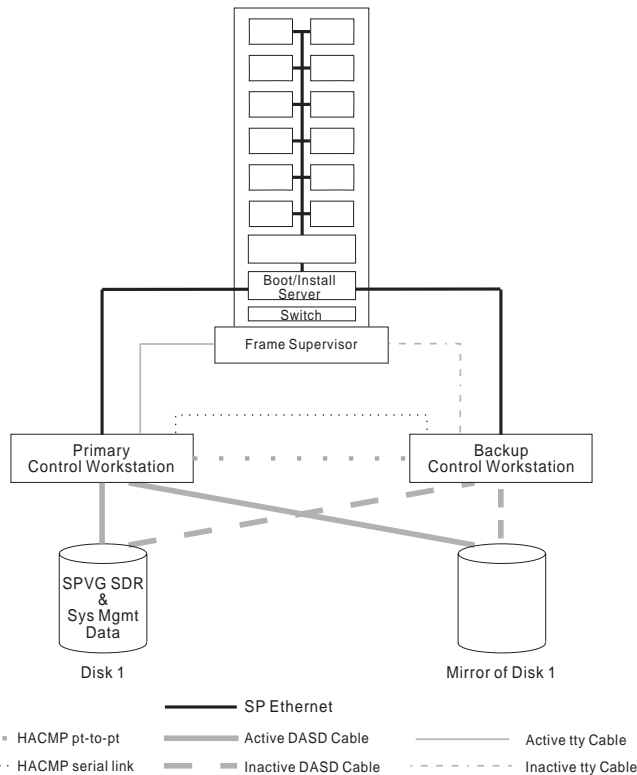 Boot/Install
Server
Switch
Frame Supervisor
Primary
Control Workstation
Backup
Control Workstation
SPVG SDR
&
Sys Mgmt
Data
Disk 1
Mirror of Disk 1
SP Ethernet
HACMP pt-to-pt
Active DASD Cable
Active tty Cable
HACMP serial link
Inactive DASD Cable
Inactive tty Cable